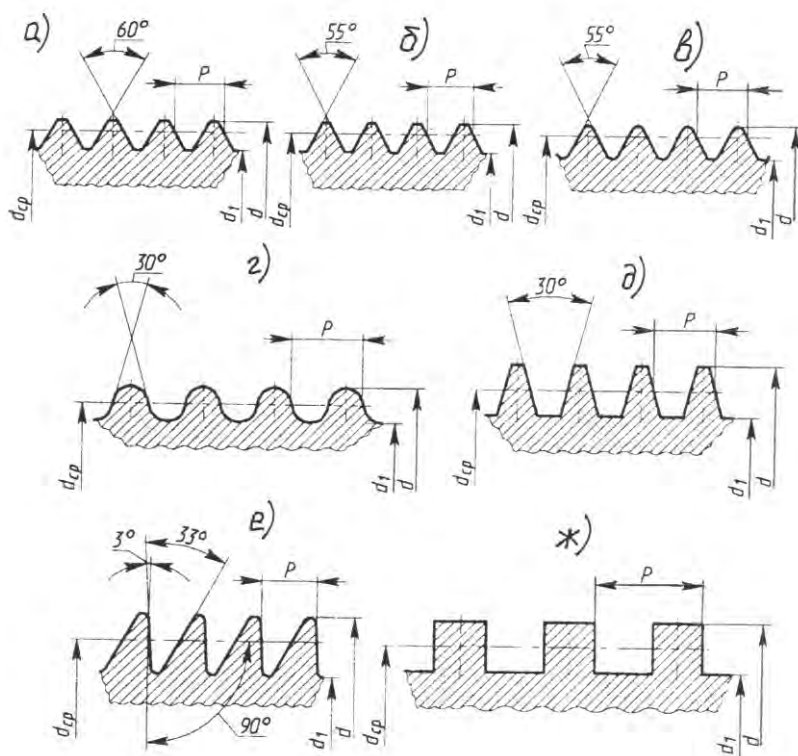 а) 60° P d₁ d dср
б) 55° P d₁ d dср
в) 55° P d₁ d dср
г) 30° P d₁ d dср
д) 30° P d₁ d dср
е) 3° 33° P 90° d₁ d dср
ж) P d₁ d dср